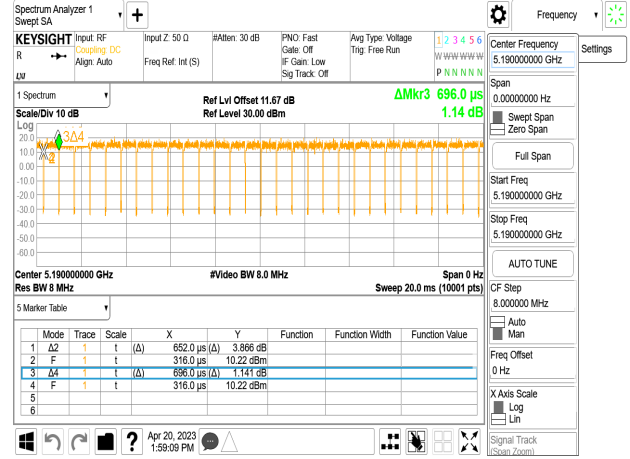 Spectrum Analyzer 1
Swept SA
Frequency
KEYSIGHT
R
LXI
Input: RF
Coupling: DC
Align: Auto
Input Z: 50 Ω
Freq Ref: Int (S)
#Atten: 30 dB
PNO: Fast
Gate: Off
IF Gain: Low
Sig Track: Off
Avg Type: Voltage
Trig: Free Run
1 2 3 4 5 6
W W W W W W
P N N N N N
1 Spectrum
Scale/Div 10 dB
Ref Lvl Offset 11.67 dB
Ref Level 30.00 dBm
ΔMkr3 696.0 µs
1.14 dB
Log
3Δ4
20.0
10.0
0.00
-10.0
-20.0
-30.0
-40.0
-50.0
-60.0
Center 5.190000 GHz
#Video BW 8.0 MHz
Span 0 Hz
Res BW 8 MHz
Sweep 20.0 ms (10001 pts)
5 Marker Table
Mode Trace Scale X Y Function Function Width Function Value
1 Δ2 1 t (Δ) 652.0 µs (Δ) 3.866 dB
2 F 1 t 316.0 µs 10.22 dBm
3 Δ4 1 t (Δ) 696.0 µs (Δ) 1.141 dB
4 F 1 t 316.0 µs 10.22 dBm
5
6
Apr 20, 2023
1:59:09 PM
Center Frequency
5.190000000 GHz
Settings
Span
0.00000000 Hz
Swept Span
Zero Span
Full Span
Start Freq
5.190000000 GHz
Stop Freq
5.190000000 GHz
AUTO TUNE
CF Step
8.000000 MHz
Auto
Man
Freq Offset
0 Hz
X Axis Scale
Log
Lin
Signal Track
(Span Zoom)